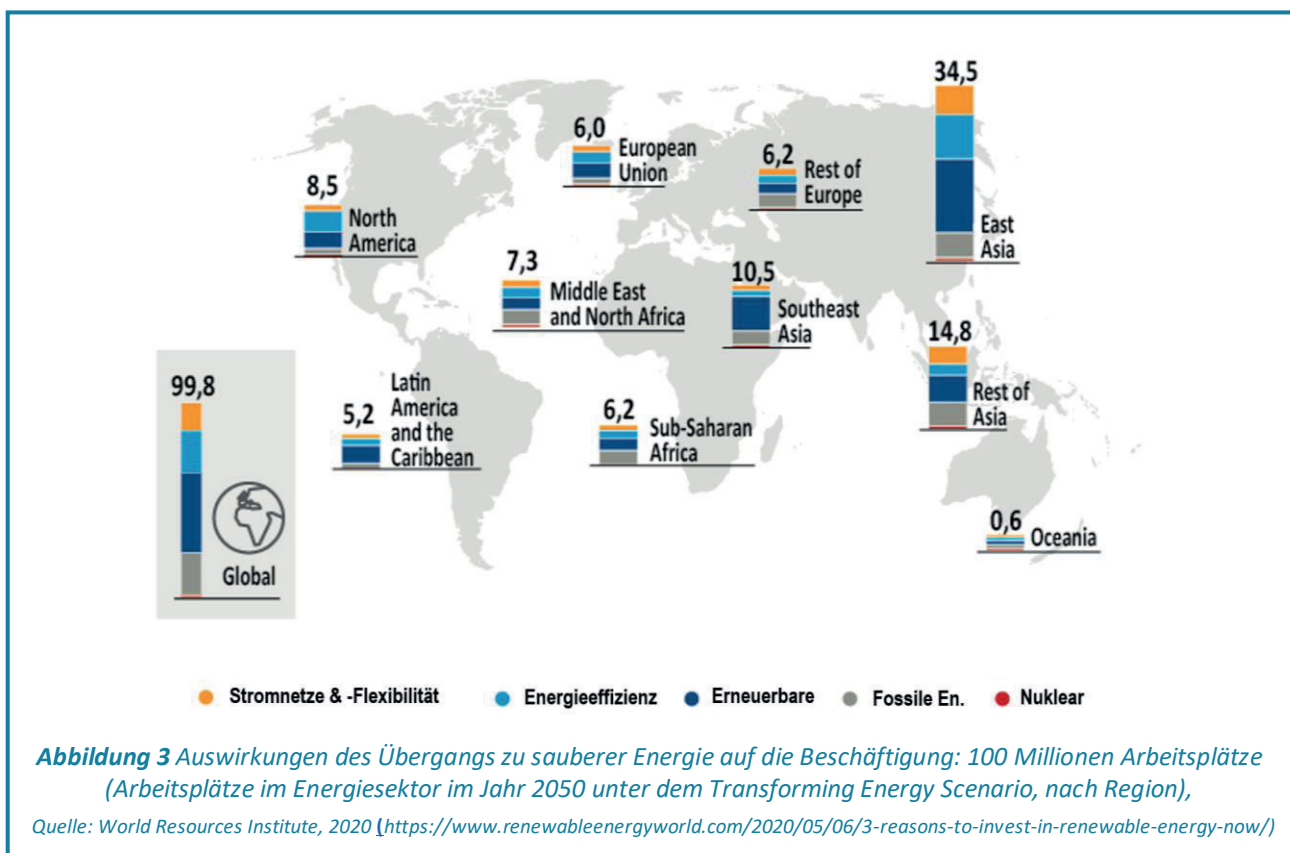 34,5
6,0
European
Union
6,2
Rest of
Europe
8,5
North
America
East
Asia
7,3
Middle East
and North Africa
10,5
Southeast
Asia
14,8
Rest of
Asia
99,8
Global
5,2
Latin
America
and the
Caribbean
6,2
Sub-Saharan
Africa
0,6
Oceania
Stromnetze & -Flexibilität
Energieeffizienz
Erneuerbare
Fossile En.
Nuklear
Abbildung 3 Auswirkungen des Übergangs zu sauberer Energie auf die Beschäftigung: 100 Millionen Arbeitsplätze
(Arbeitsplätze im Energiesektor im Jahr 2050 unter dem Transforming Energy Scenario, nach Region),
Quelle: World Resources Institute, 2020 (https://www.renewableenergyworld.com/2020/05/06/3-reasons-to-invest-in-renewable-energy-now/)